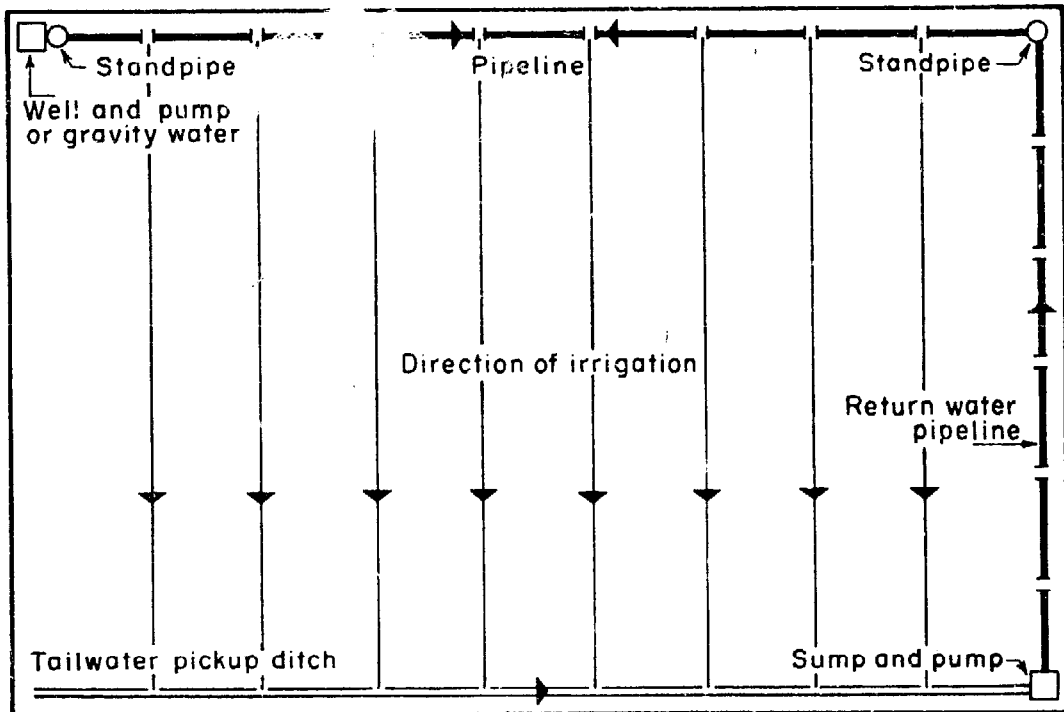 Standpipe
Pipeline
Standpipe
Well and pump
or gravity water
Direction of irrigation
Return water
pipeline
Tailwater pickup ditch
Sump and pump